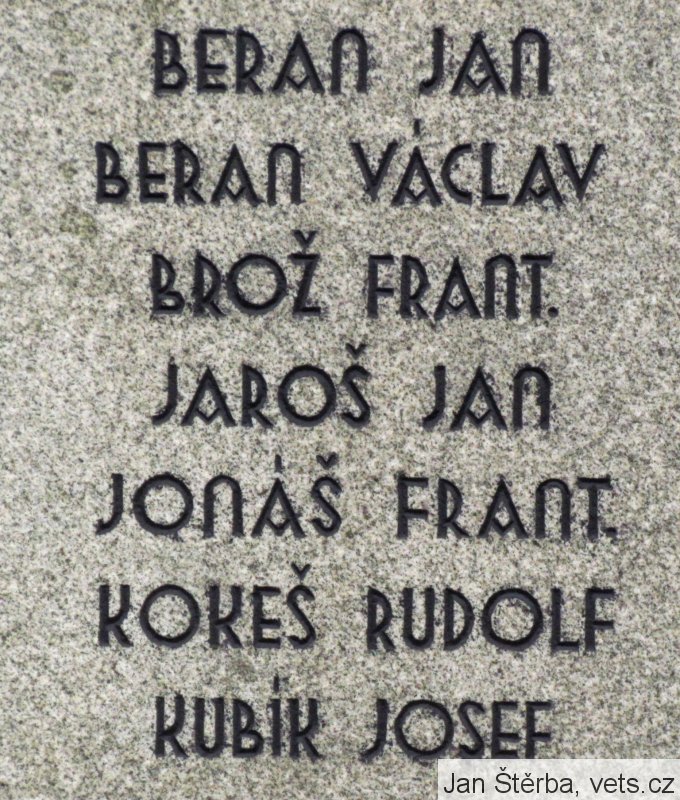 BERAN JAN
BERAN VÁCLAV
BROŽ FRANT.
JAROŠ JAN
JONÁŠ FRANT.
KOKEŠ RUDOLF
KUBÍK JOSEF
Jan Štěrba, vets.cz